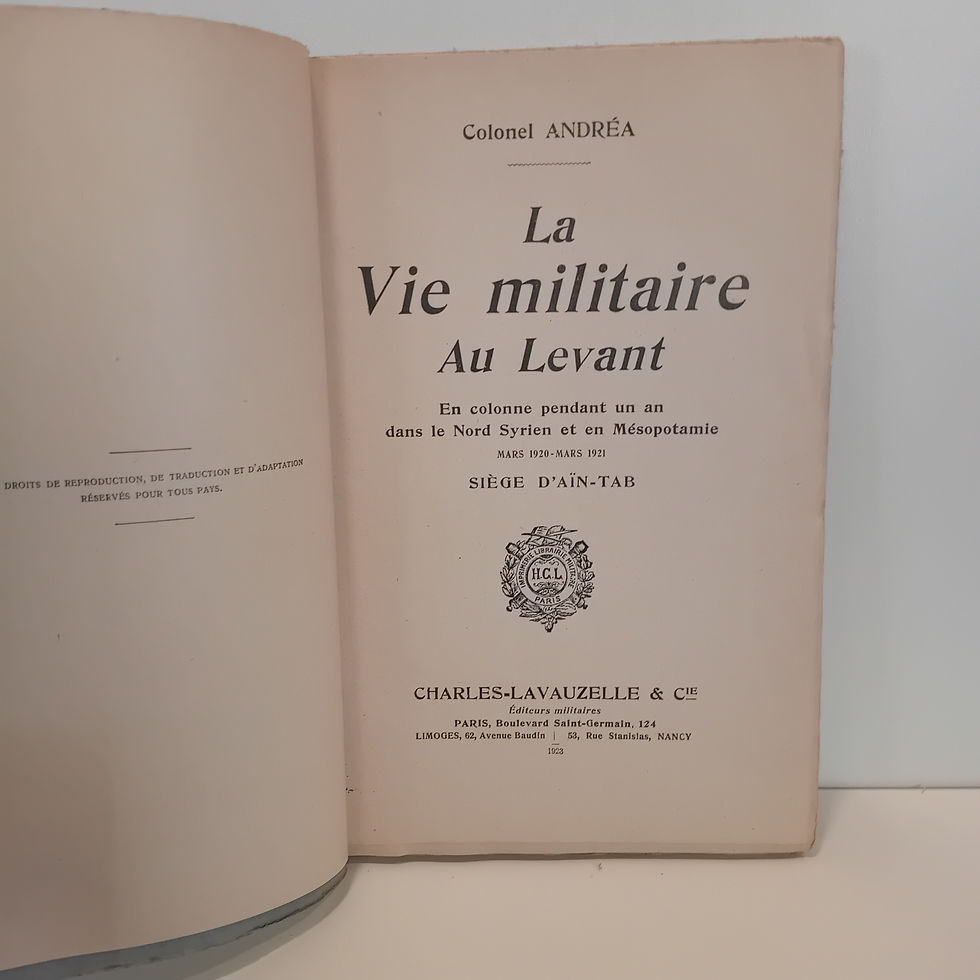 DROITS DE REPRODUCTION, DE TRADUCTION ET D'ADAPTATION
RÉSERVÉS POUR TOUS PAYS.
Colonel ANDRÉA
La
Vie militaire
Au Levant
En colonne pendant un an
dans le Nord Syrien et en Mésopotamie
MARS 1920-MARS 1921
SIÈGE D'AÏN-TAB
IMPRIMERIE LIBRAIRIE MILITAIRE
H.C.L
PARIS
CHARLES-LAVAUZELLE & CIE
Éditeurs militaires
PARIS, Boulevard Saint-Germain, 124
LIMOGES, 62, Avenue Baudin | 53, Rue Stanislas, NANCY
1923